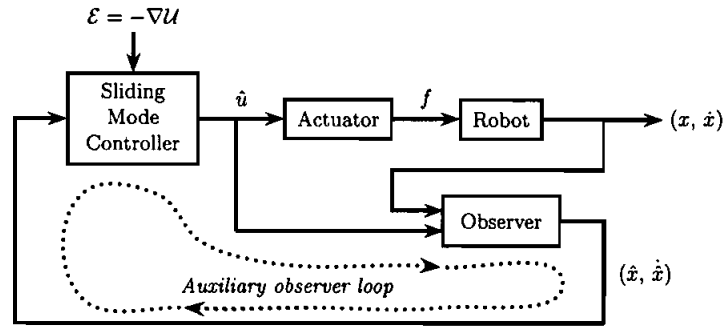 ℰ = −∇𝒰
Sliding
Mode
Controller
û
Actuator
f
Robot
(x, ẋ)
Observer
(x̂, x̂̇)
Auxiliary observer loop